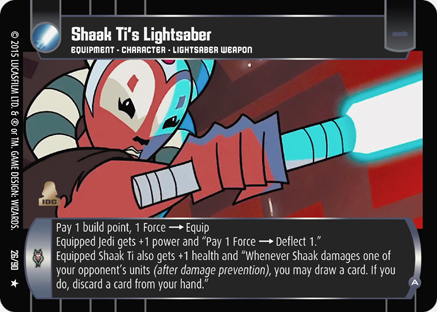 Shaak Ti's Lightsaber
EQUIPMENT • CHARACTER • LIGHTSABER WEAPON
© 2015 LUCASFILM LTD. & ® or TM. GAME DESIGN: WIZARDS.
IDC
Pay 1 build point, 1 Force → Equip
Equipped Jedi gets +1 power and “Pay 1 Force → Deflect 1.”
Equipped Shaak Ti also gets +1 health and “Whenever Shaak damages one of
your opponent’s units (after damage prevention), you may draw a card. If you
do, discard a card from your hand.”
A